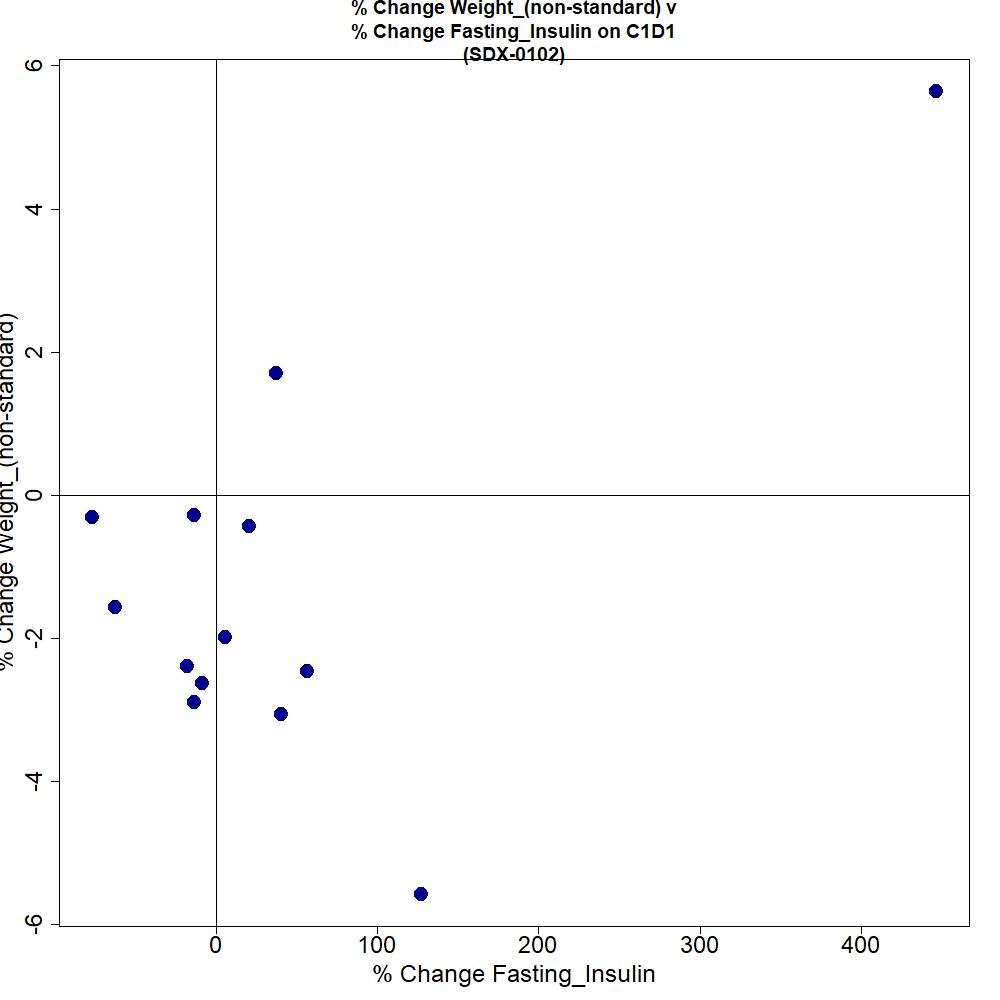 % Change Weight_(non-standard) v
% Change Fasting_Insulin on C1D1
(SDX-0102)
% Change Weight_(non-standard)
6
4
2
0
-2
-4
-6
0 100 200 300 400
% Change Fasting_Insulin